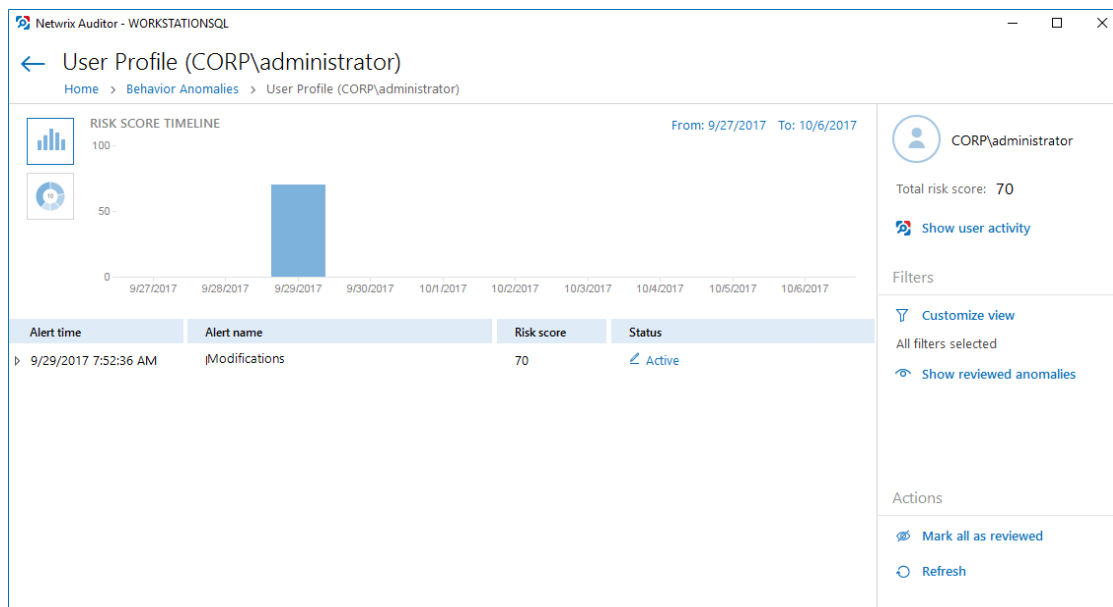 Netwrix Auditor - WORKSTATIONSQL
User Profile (CORP\administrator)
Home > Behavior Anomalies > User Profile (CORP\administrator)
RISK SCORE TIMELINE
From: 9/27/2017 To: 10/6/2017
100
50
0
9/27/2017 9/28/2017 9/29/2017 9/30/2017 10/1/2017 10/2/2017 10/3/2017 10/4/2017 10/5/2017 10/6/2017
10
Alert time Alert name Risk score Status
9/29/2017 7:52:36 AM Modifications 70 Active
CORP\administrator
Total risk score: 70
Show user activity
Filters
Customize view
All filters selected
Show reviewed anomalies
Actions
Mark all as reviewed
Refresh